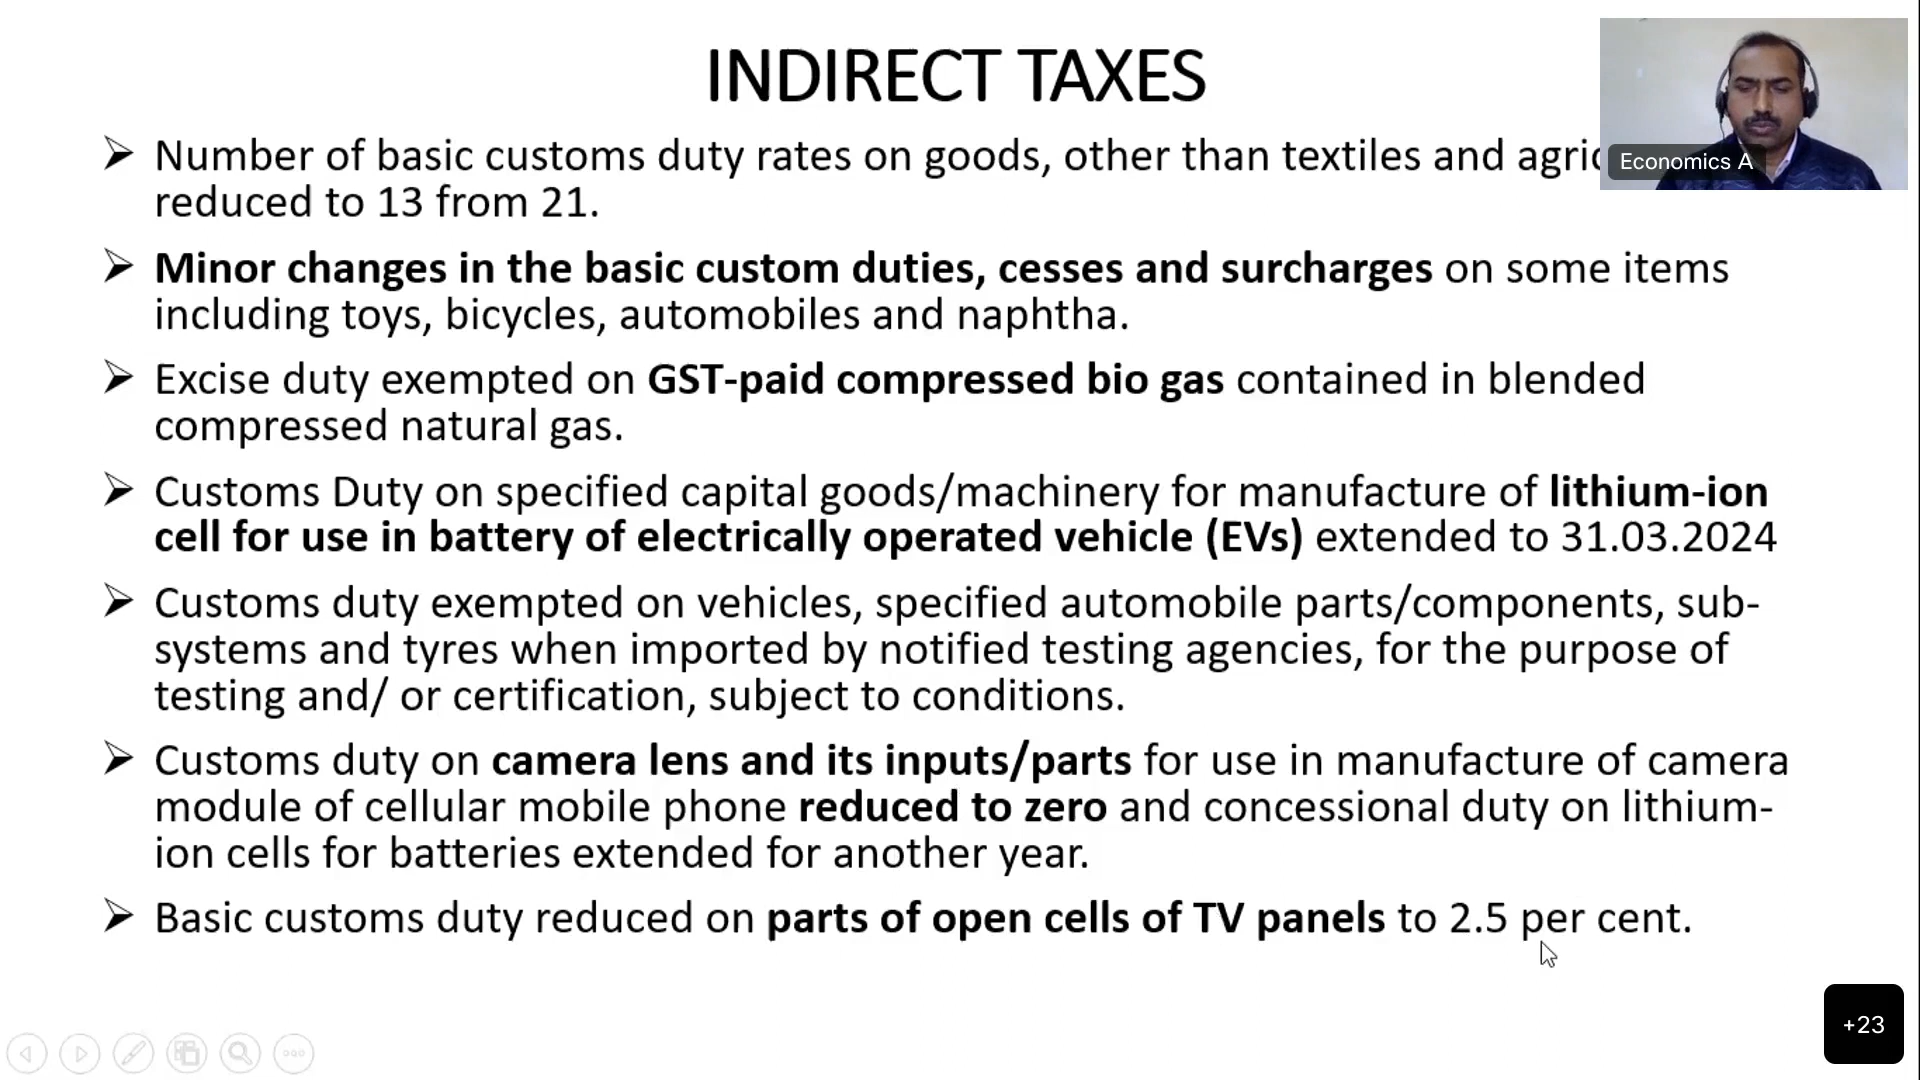 INDIRECT TAXES
Number of basic customs duty rates on goods, other than textiles and
reduced to 13 from 21.
Minor changes in the basic custom duties, cesses and surcharges on some items
including toys, bicycles, automobiles and naphtha.
Excise duty exempted on GST-paid compressed bio gas contained in blended
compressed natural gas.
Customs Duty on specified capital goods/machinery for manufacture of lithium-ion
cell for use in battery of electrically operated vehicle (EVs) extended to 31.03.2024
Customs duty exempted on vehicles, specified automobile parts/components, sub-
systems and tyres when imported by notified testing agencies, for the purpose of
testing and/ or certification, subject to conditions.
Customs duty on camera lens and its inputs/parts for use in manufacture of camera
module of cellular mobile phone reduced to zero and concessional duty on lithium-
ion cells for batteries extended for another year.
Basic customs duty reduced on parts of open cells of TV panels to 2.5 per cent.
Economics A
+23